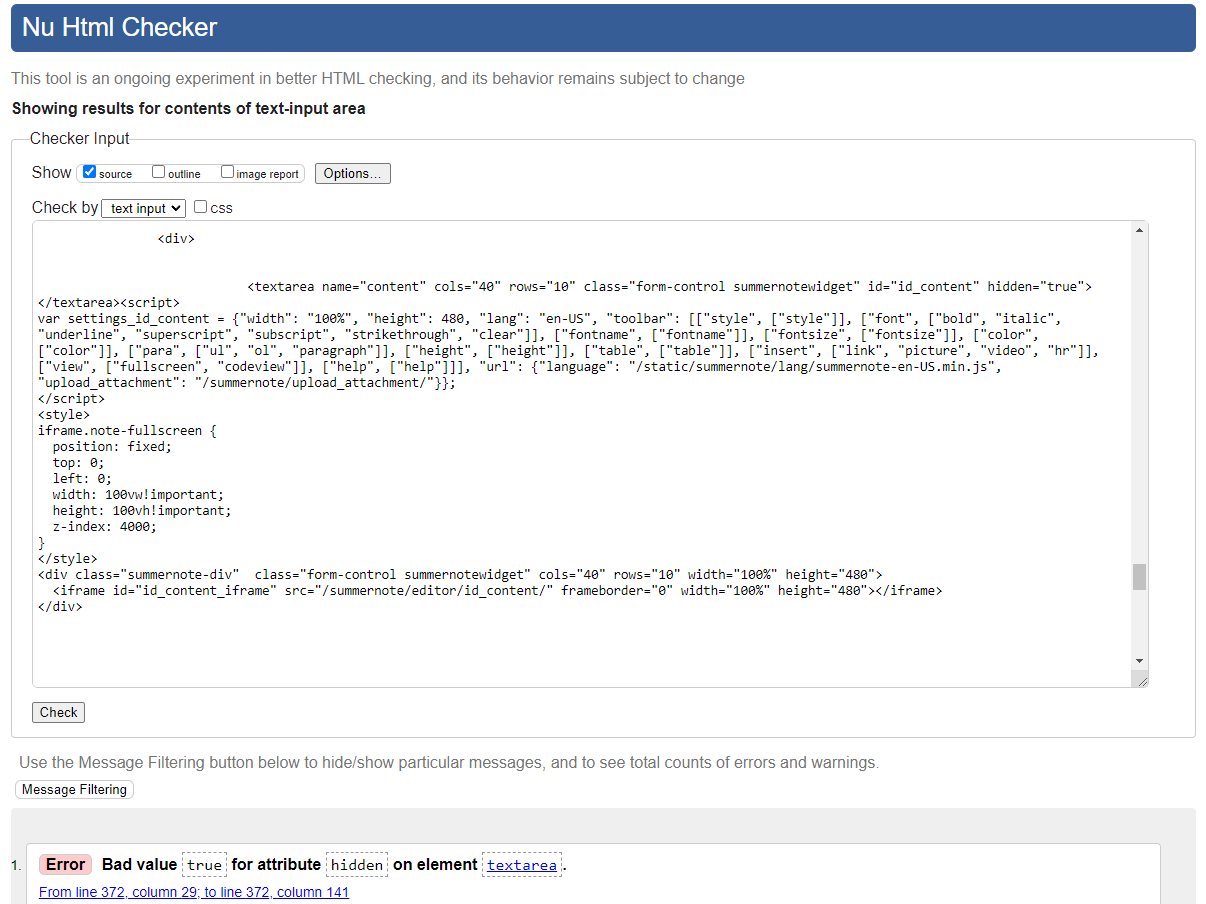 Nu Html Checker
This tool is an ongoing experiment in better HTML checking, and its behavior remains subject to change
Showing results for contents of text-input area
Checker Input
Show source outline image report Options...
Check by text input css
<div>
<textarea name="content" cols="40" rows="10" class="form-control summernotewidget" id="id_content" hidden="true">
</textarea><script>
var settings_id_content = {"width": "100%", "height": 480, "lang": "en-US", "toolbar": [["style", ["style"]], ["font", ["bold", "italic",
"underline", "superscript", "subscript", "strikethrough", "clear"]], ["fontname", ["fontname"]], ["fontsize", ["fontsize"]], ["color",
["color"]], ["para", ["ul", "ol", "paragraph"]], ["height", ["height"]], ["table", ["table"]], ["insert", ["link", "picture", "video", "hr"]],
["view", ["fullscreen", "codeview"]], ["help", ["help"]]], "url": {"language": "/static/summernote/lang/summernote-en-US.min.js",
"upload_attachment": "/summernote/upload_attachment/"}};
</script>
<style>
iframe.note-fullscreen {
position: fixed;
top: 0;
left: 0;
width: 100vw!important;
height: 100vh!important;
z-index: 4000;
}
</style>
<div class="summernote-div"  class="form-control summernotewidget" cols="40" rows="10" width="100%" height="480">
<iframe id="id_content_iframe" src="/summernote/editor/id_content/" frameborder="0" width="100%" height="480"></iframe>
</div>
Check
Use the Message Filtering button below to hide/show particular messages, and to see total counts of errors and warnings.
Message Filtering
1. Error Bad value true for attribute hidden on element textarea.
From line 372, column 29; to line 372, column 141